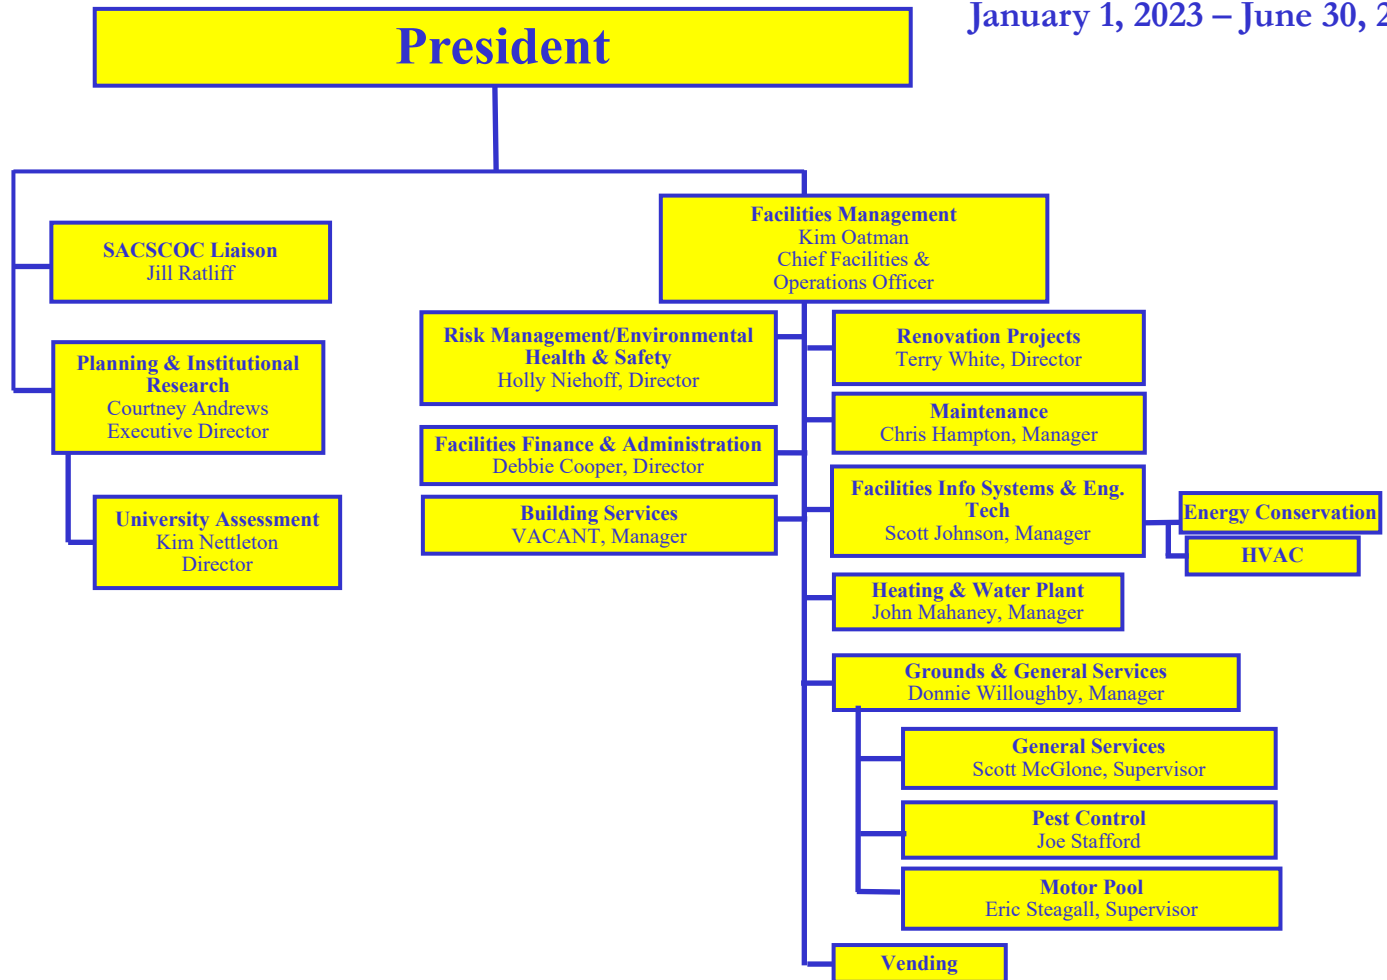 January 1, 2023 – June 30, 2
President
SACSCOC Liaison
Jill Ratliff
Planning & Institutional
Research
Courtney Andrews
Executive Director
University Assessment
Kim Nettleton
Director
Facilities Management
Kim Oatman
Chief Facilities &
Operations Officer
Risk Management/Environmental
Health & Safety
Holly Niehoff, Director
Facilities Finance & Administration
Debbie Cooper, Director
Building Services
VACANT, Manager
Renovation Projects
Terry White, Director
Maintenance
Chris Hampton, Manager
Facilities Info Systems & Eng.
Tech
Scott Johnson, Manager
Energy Conservation
HVAC
Heating & Water Plant
John Mahaney, Manager
Grounds & General Services
Donnie Willoughby, Manager
General Services
Scott McGlone, Supervisor
Pest Control
Joe Stafford
Motor Pool
Eric Steagall, Supervisor
Vending